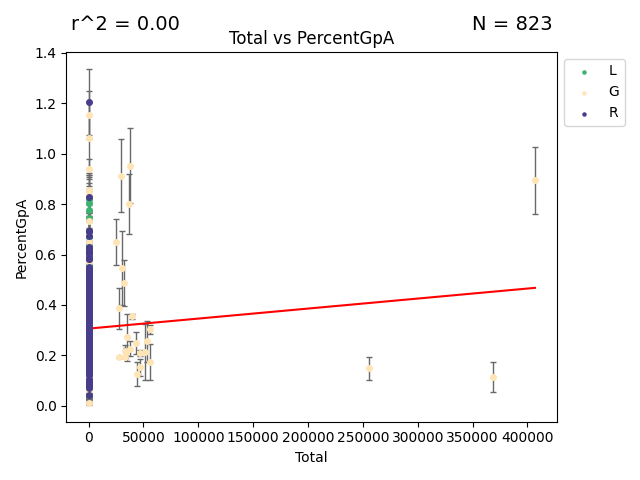 r^2 = 0.00
N = 823
Total vs PercentGpA
L
G
R
PercentGpA
1.4
1.2
1.0
0.8
0.6
0.4
0.2
0.0
0
50000
100000
150000
200000
250000
300000
350000
400000
Total